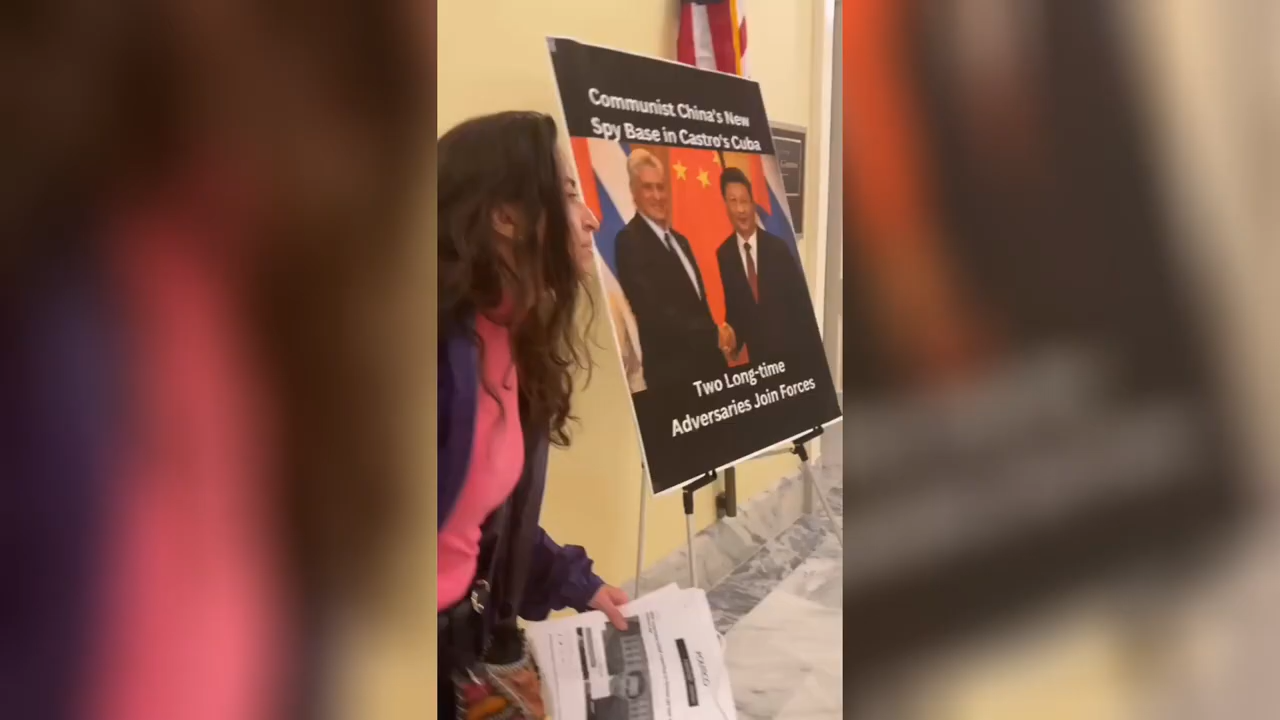 Communist China's New
Spy Base in Castro's Cuba
Two Long-time
Adversaries Join Forces